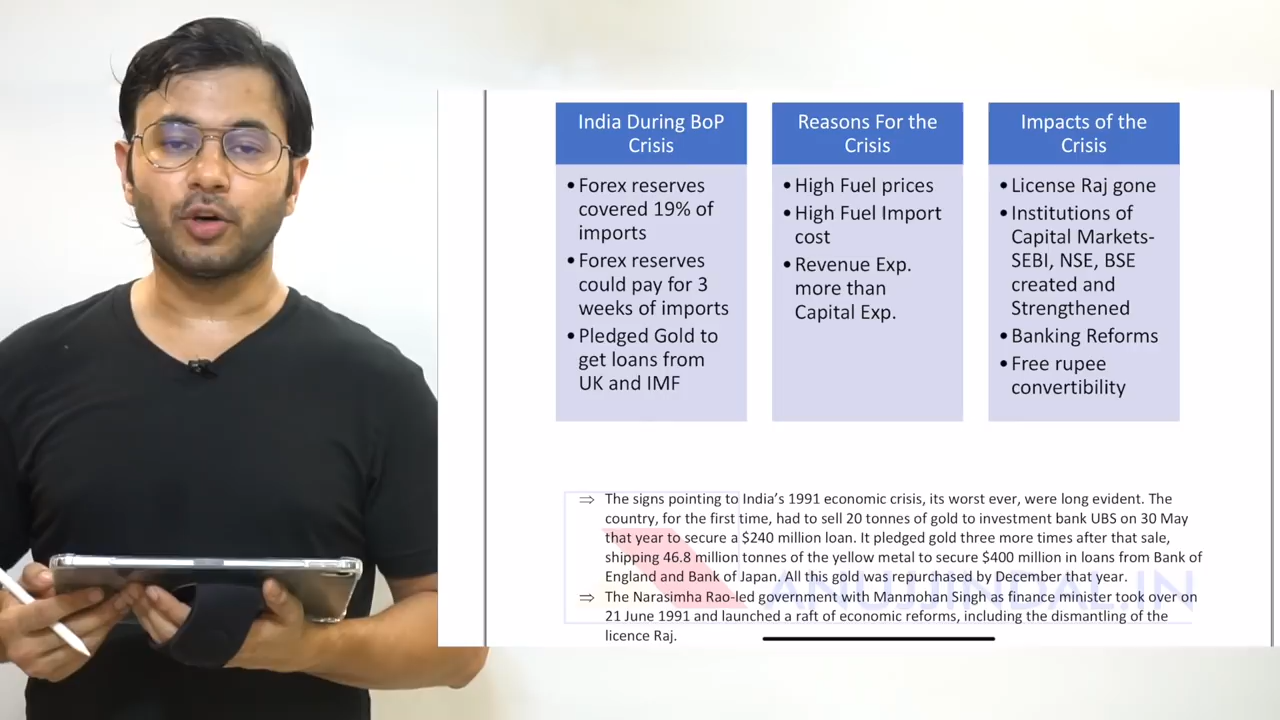 India During BoP
Crisis
• Forex reserves
covered 19% of
imports
• Forex reserves
could pay for 3
weeks of imports
• Pledged Gold to
get loans from
UK and IMF
Reasons For the
Crisis
• High Fuel prices
• High Fuel Import
cost
• Revenue Exp.
more than
Capital Exp.
Impacts of the
Crisis
• License Raj gone
• Institutions of
Capital Markets-
SEBI, NSE, BSE
created and
Strengthened
• Banking Reforms
• Free rupee
convertibility
⇒ The signs pointing to India’s 1991 economic crisis, its worst ever, were long evident. The
country, for the first time, had to sell 20 tonnes of gold to investment bank UBS on 30 May
that year to secure a $240 million loan. It pledged gold three more times after that sale,
shipping 46.8 million tonnes of the yellow metal to secure $400 million in loans from Bank of
England and Bank of Japan. All this gold was repurchased by December that year.
⇒ The Narasimha Rao-led government with Manmohan Singh as finance minister took over on
21 June 1991 and launched a raft of economic reforms, including the dismantling of the
licence Raj.
ANUJJINDAL.IN